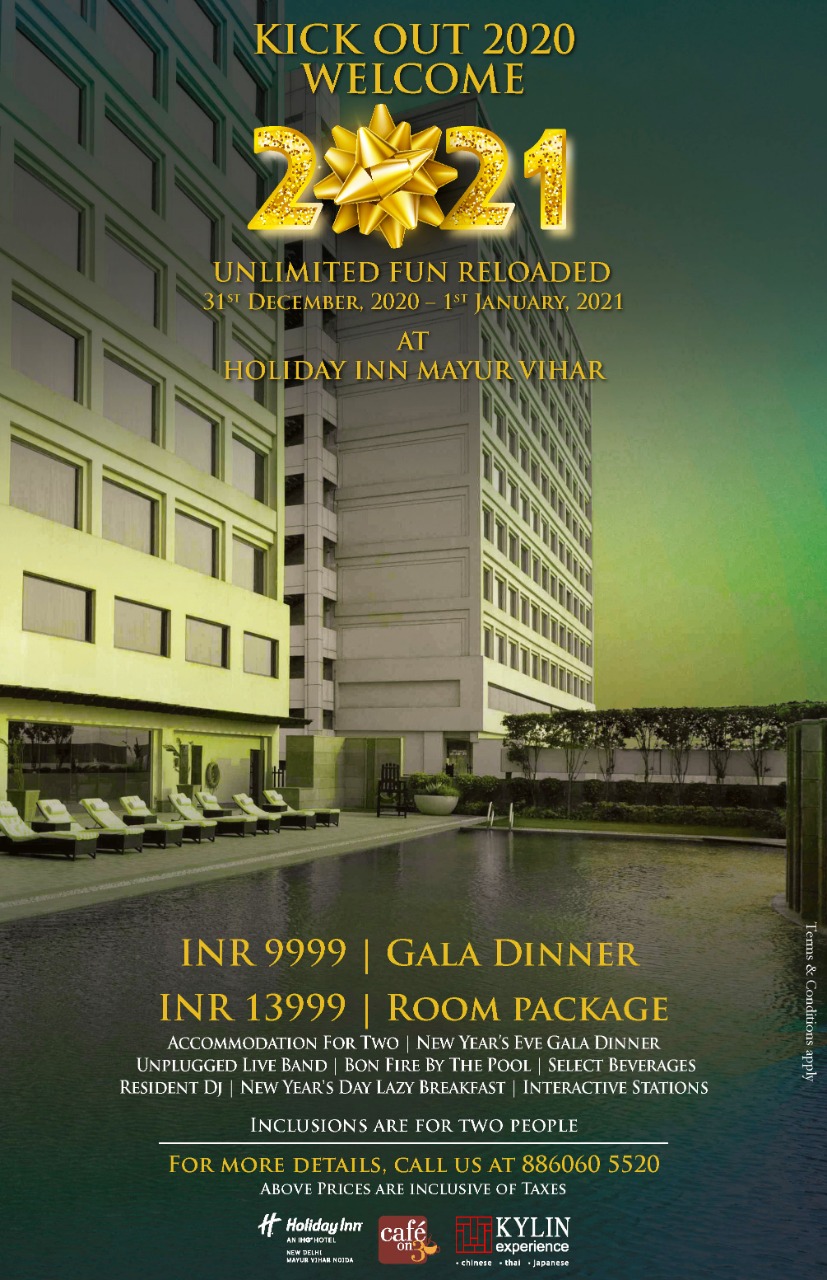 KICK OUT 2020
WELCOME
2021
UNLIMITED FUN RELOADED
31ST DECEMBER, 2020 – 1ST JANUARY, 2021
AT
HOLIDAY INN MAYUR VIHAR
INR 9999 | GALA DINNER
INR 13999 | ROOM PACKAGE
ACCOMMODATION FOR TWO | NEW YEAR'S EVE GALA DINNER
UNPLUGGED LIVE BAND | BON FIRE BY THE POOL | SELECT BEVERAGES
RESIDENT DJ | NEW YEAR'S DAY LAZY BREAKFAST | INTERACTIVE STATIONS
INCLUSIONS ARE FOR TWO PEOPLE
FOR MORE DETAILS, CALL US AT 886060 5520
ABOVE PRICES ARE INCLUSIVE OF TAXES
Terms & Conditions apply
H Holiday Inn
AN IHG® HOTEL
NEW DELHI
MAYUR VIHAR NOIDA
café
on3
KYLIN
experience
• chinese • thai • japanese